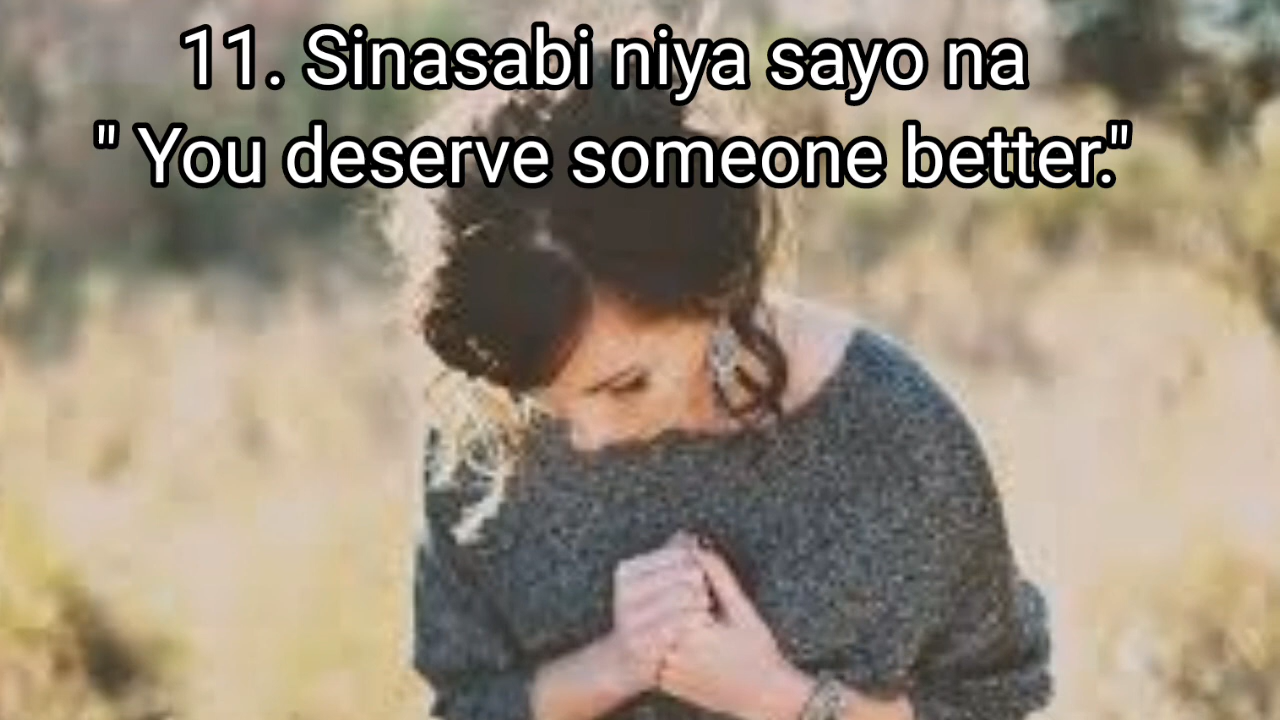 11. Sinasabi niya sayo na
" You deserve someone better."